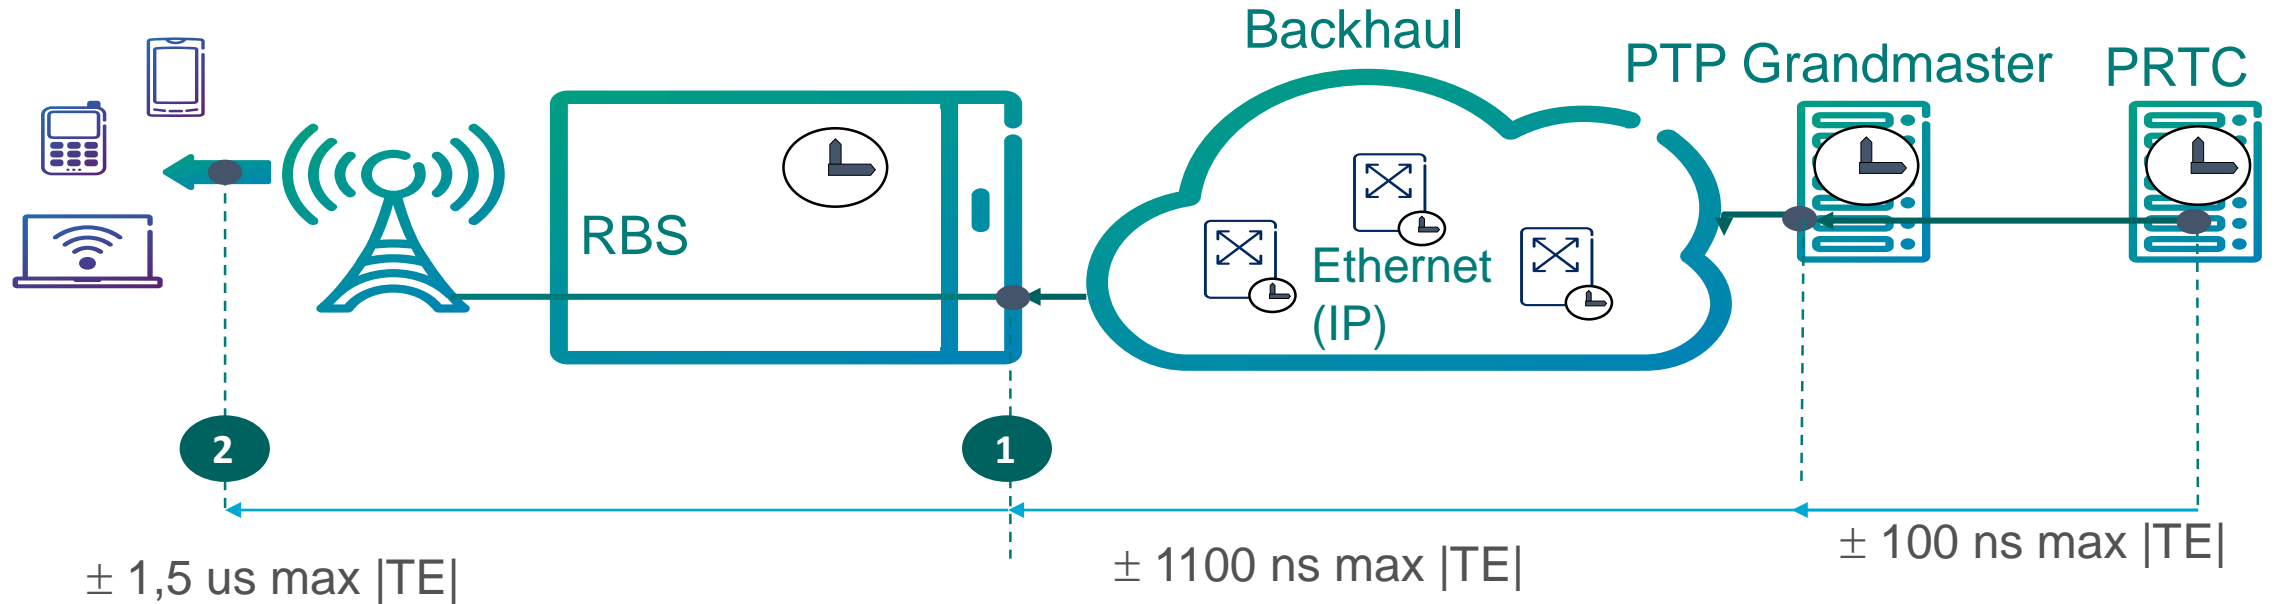 Backhaul
PTP Grandmaster
PRTC
RBS
Ethernet
(IP)
2
1
± 1,5 us max |TE|
± 1100 ns max |TE|
± 100 ns max |TE|